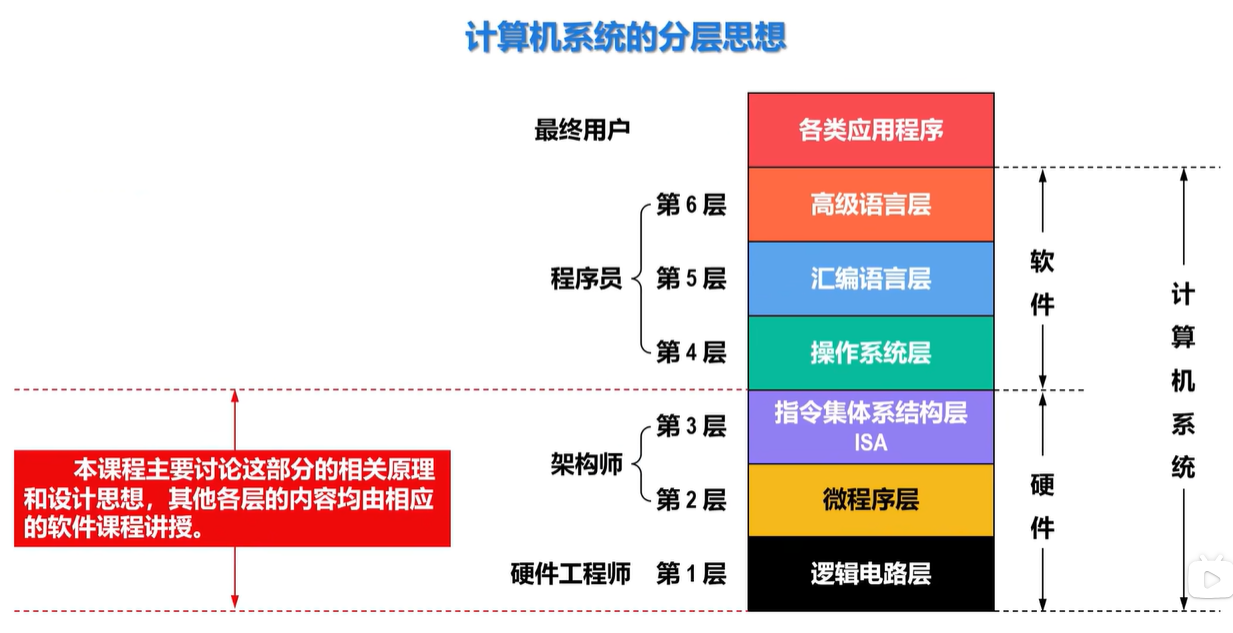 计算机系统的分层思想
最终用户
各类应用程序
第 6 层
高级语言层
程序员
第 5 层
汇编语言层
第 4 层
操作系统层
软件
第 3 层
指令集体系结构层
ISA
架构师
第 2 层
微程序层
硬件工程师
第 1 层
逻辑电路层
硬件
计算机系统
本课程主要讨论这部分的相关原理
和设计思想，其他各层的内容均由相应
的软件课程讲授。